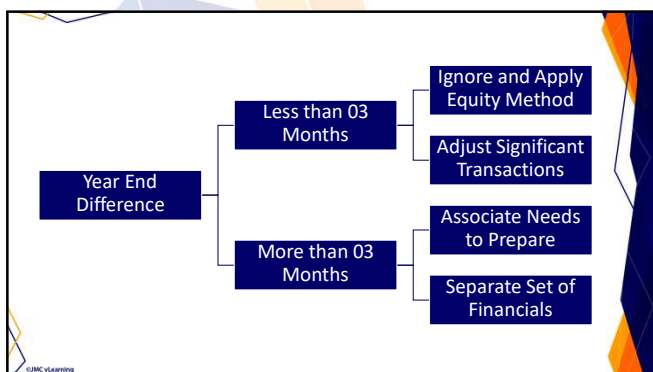 Year End
Difference
Less than 03
Months
Ignore and Apply
Equity Method
Adjust Significant
Transactions
More than 03
Months
Associate Needs
to Prepare
Separate Set of
Financials
©JMC vLearning